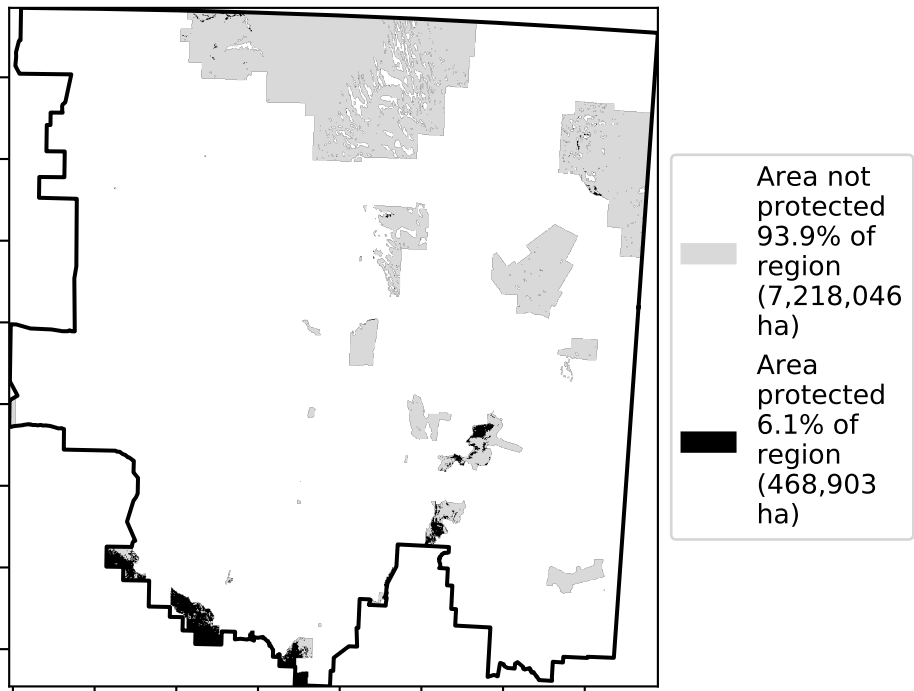 Area not
protected
93.9% of
region
(7,218,046
ha)
Area
protected
6.1% of
region
(468,903
ha)